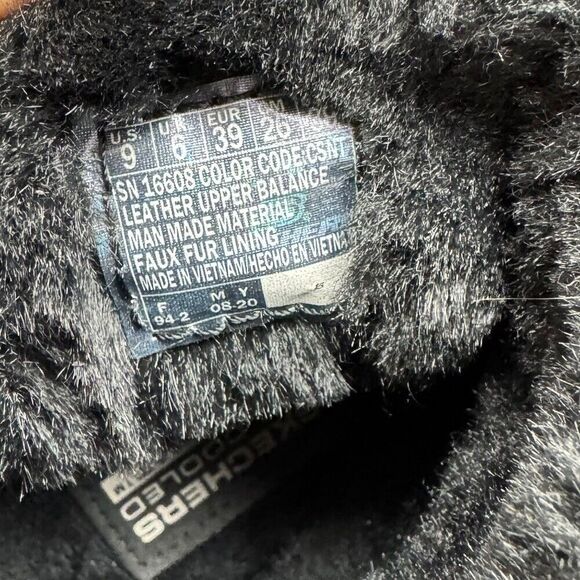 U.S UK EUR
9 6 39 26
SN 16608 COLOR CODE:CSNT
LEATHER UPPER BALANCE
MAN MADE MATERIAL
FAUX FUR LINING
MADE IN VIETNAM/HECHO EN VIETNAM
F M Y
94-2 08-20
SKECHERS